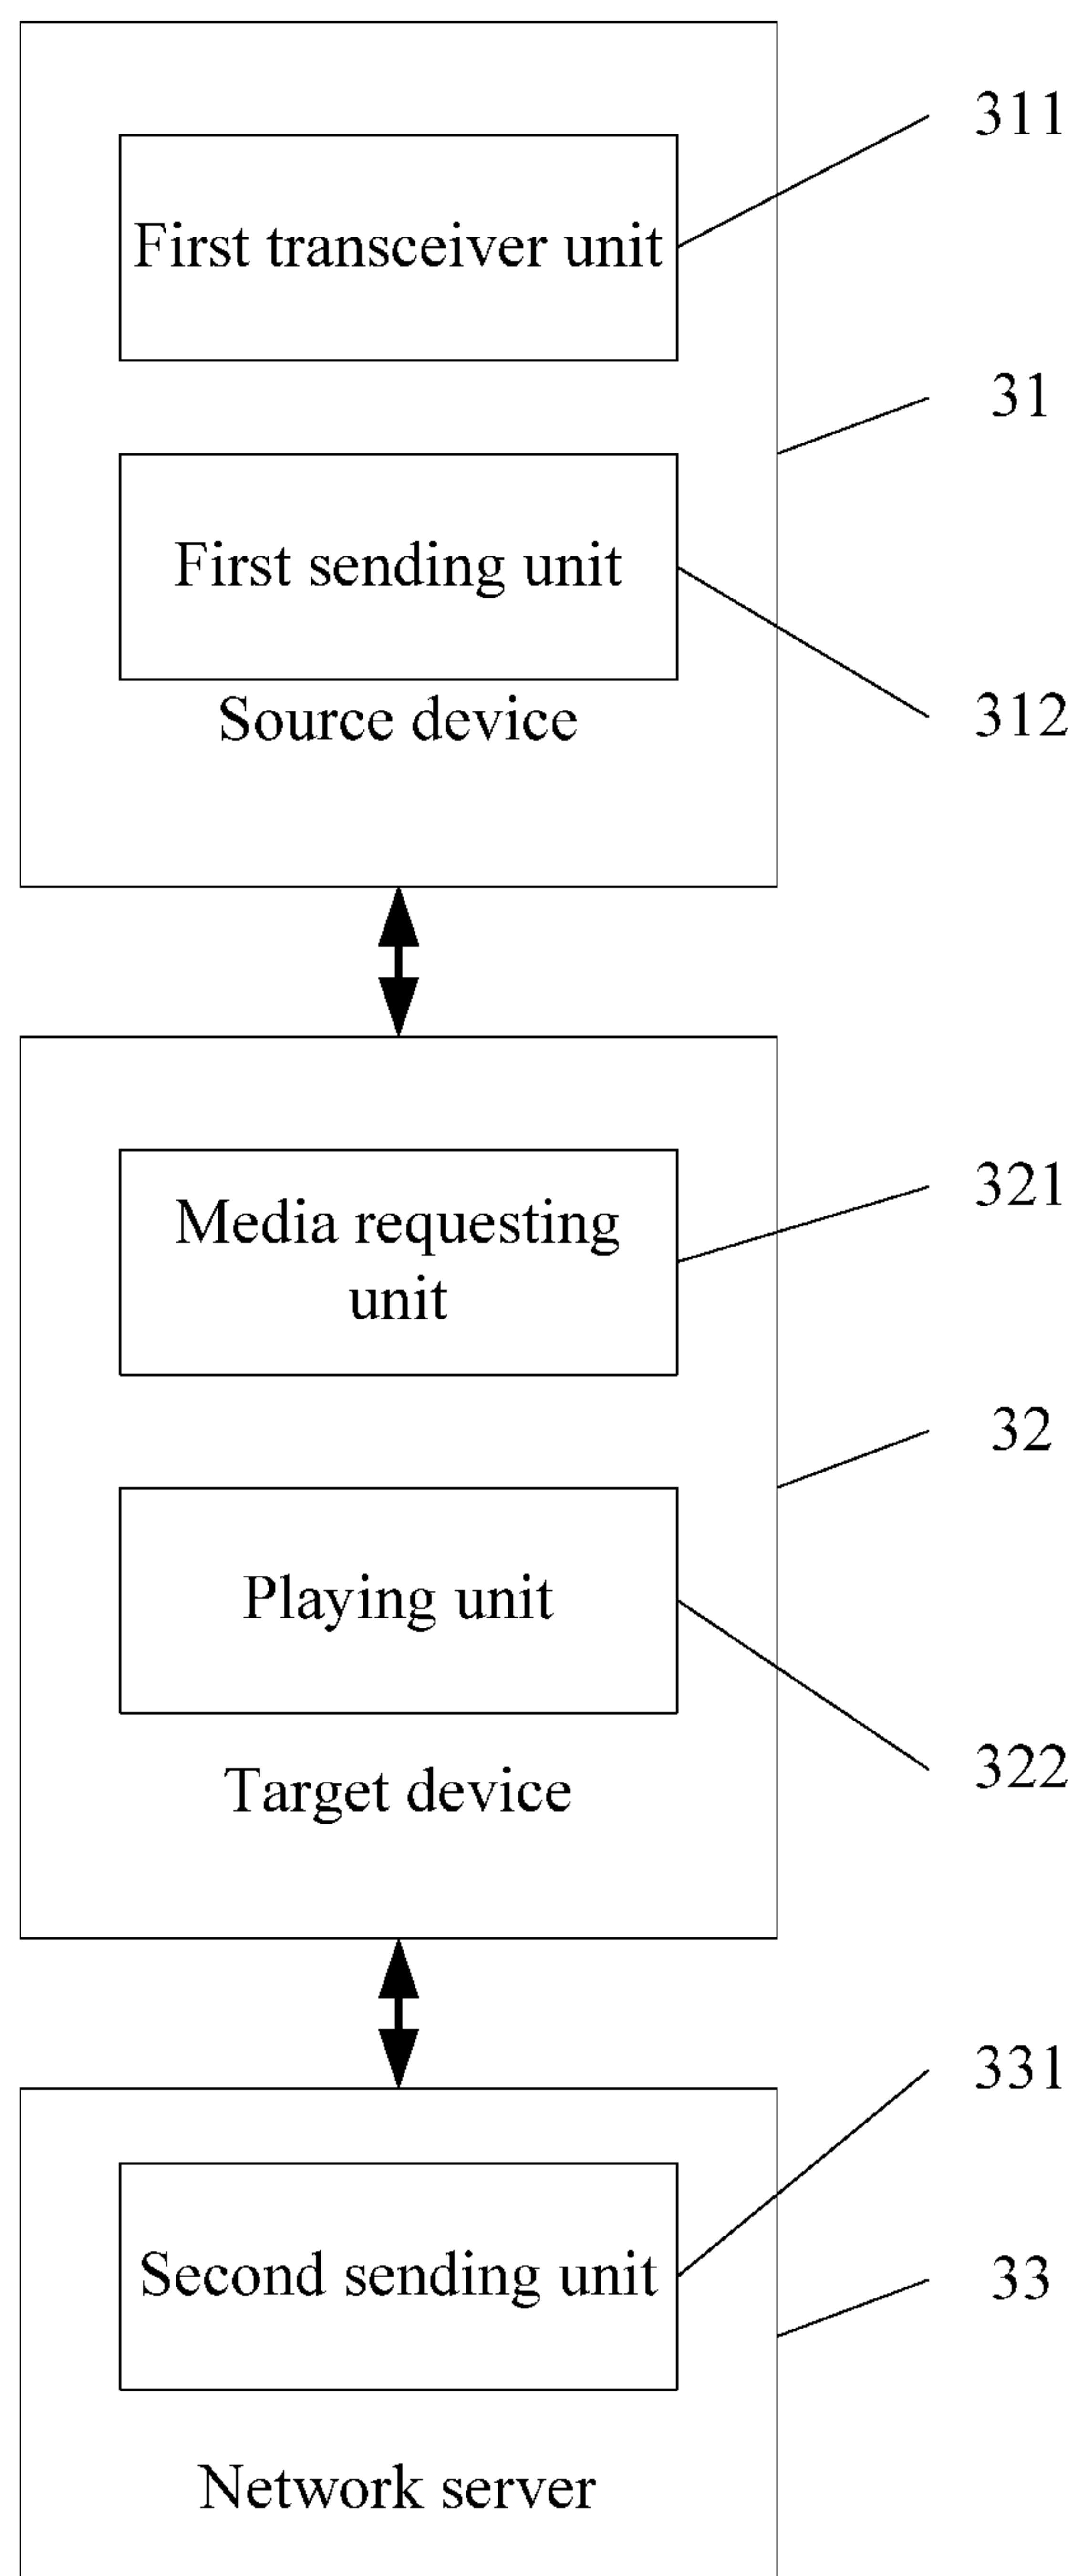 311
First transceiver unit
31
First sending unit
Source device
312
321
Media requesting
unit
32
Playing unit
322
Target device
331
Second sending unit
33
Network server